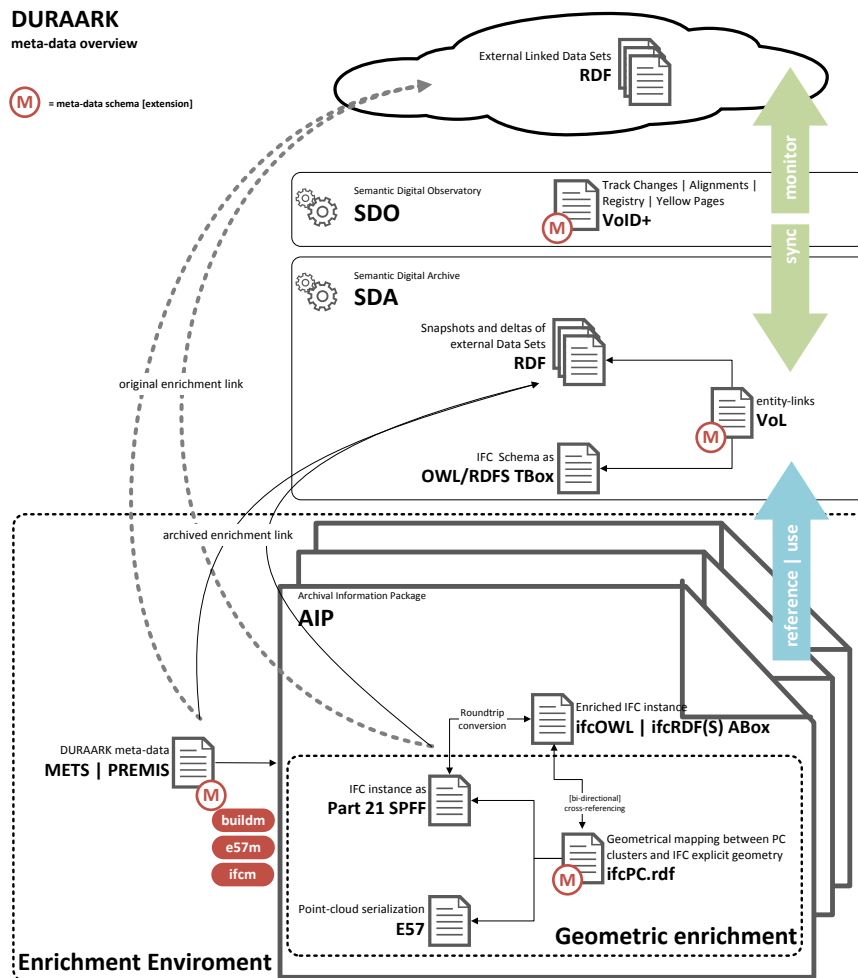 DURAARK
meta-data overview
M
= meta-data schema [extension]
External Linked Data Sets
RDF
monitor
sync
Semantic Digital Observatory
SDO
Track Changes | Alignments |
Registry | Yellow Pages
VoID+
M
Semantic Digital Archive
SDA
Snapshots and deltas of
external Data Sets
RDF
original enrichment link
entity-links
VoL
M
IFC Schema as
OWL/RDFS TBox
archived enrichment link
reference | use
Archival Information Package
AIP
Roundtrip
conversion
Enriched IFC instance
ifcOWL | ifcRDF(S) ABox
DURAARK meta-data
METS | PREMIS
M
buildm
e57m
ifcm
IFC instance as
Part 21 SPFF
[bi-directional]
cross-referencing
Geometrical mapping between PC
clusters and IFC explicit geometry
ifcPC.rdf
M
Point-cloud serialization
E57
Geometric enrichment
Enrichment Enviroment